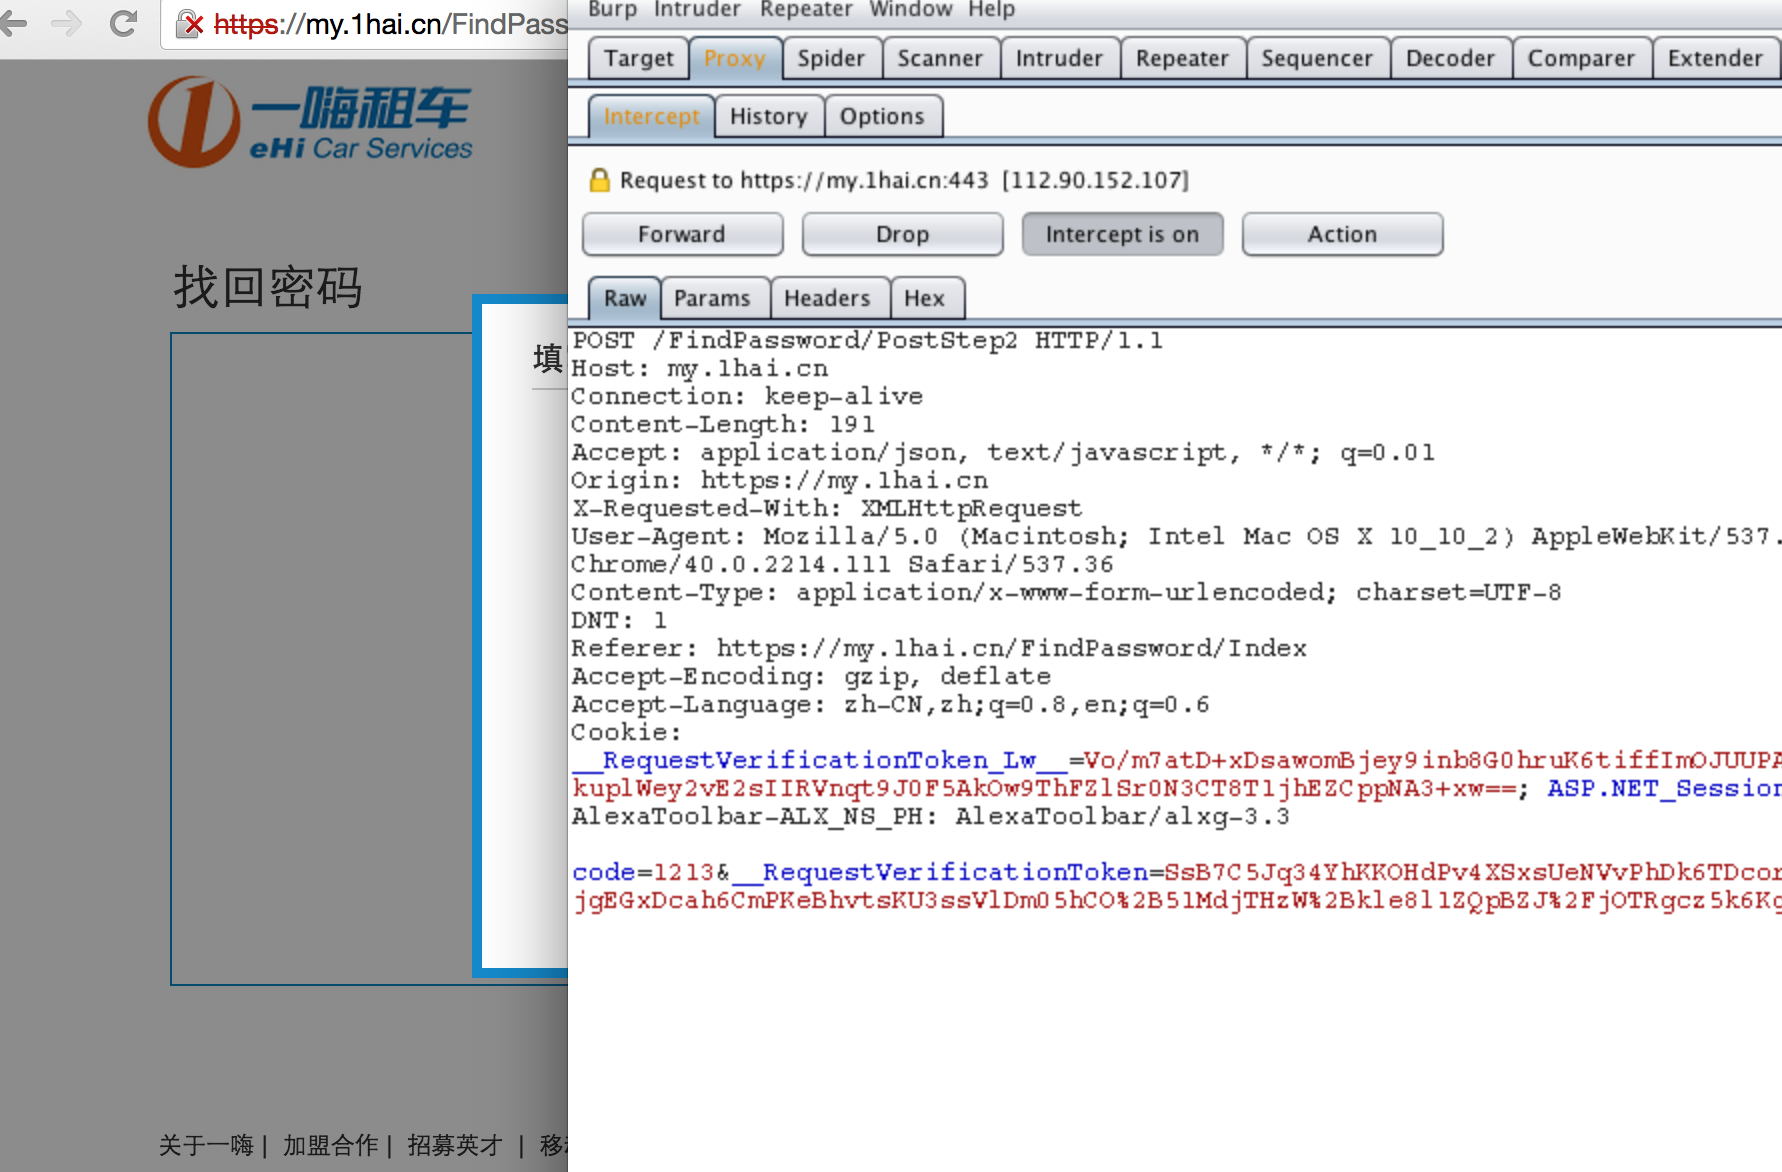 https://my.1hai.cn/FindPass
一嗨租车
eHi Car Services
找回密码
填
关于一嗨 | 加盟合作 | 招募英才 |
Burp Intruder Repeater Window Help
Target Proxy Spider Scanner Intruder Repeater Sequencer Decoder Comparer Extender
Intercept History Options
Request to https://my.1hai.cn:443 [112.90.152.107]
Forward Drop Intercept is on Action
Raw Params Headers Hex
POST /FindPassword/PostStep2 HTTP/1.1
Host: my.1hai.cn
Connection: keep-alive
Content-Length: 191
Accept: application/json, text/javascript, */*; q=0.01
Origin: https://my.1hai.cn
X-Requested-With: XMLHttpRequest
User-Agent: Mozilla/5.0 (Macintosh; Intel Mac OS X 10_10_2) AppleWebKit/537.
Chrome/40.0.2214.111 Safari/537.36
Content-Type: application/x-www-form-urlencoded; charset=UTF-8
DNT: 1
Referer: https://my.1hai.cn/FindPassword/Index
Accept-Encoding: gzip, deflate
Accept-Language: zh-CN,zh;q=0.8,en;q=0.6
Cookie:
__RequestVerificationToken_Lw__=Vo/m7atD+xDsawomBjey9inb8G0hruK6tiffImOJUUPA
kuplWey2vE2sIIRVnqt9J0F5AkOw9ThFZlSr0N3CT8TljhEZCppNA3+xw==; ASP.NET_Session
AlexaToolbar-ALX_NS_PH: AlexaToolbar/alxg-3.3
code=1213&__RequestVerificationToken=SsB7C5Jq34YhKKOHdPv4XSxsUeNVvPhDk6TDcor
jgEGxDcah6CmPKeBhvtsKU3ssVlDm05hCO%2B51MdjTHzW%2Bkle8l1ZQpBZJ%2FjOTRgcz5k6Kg